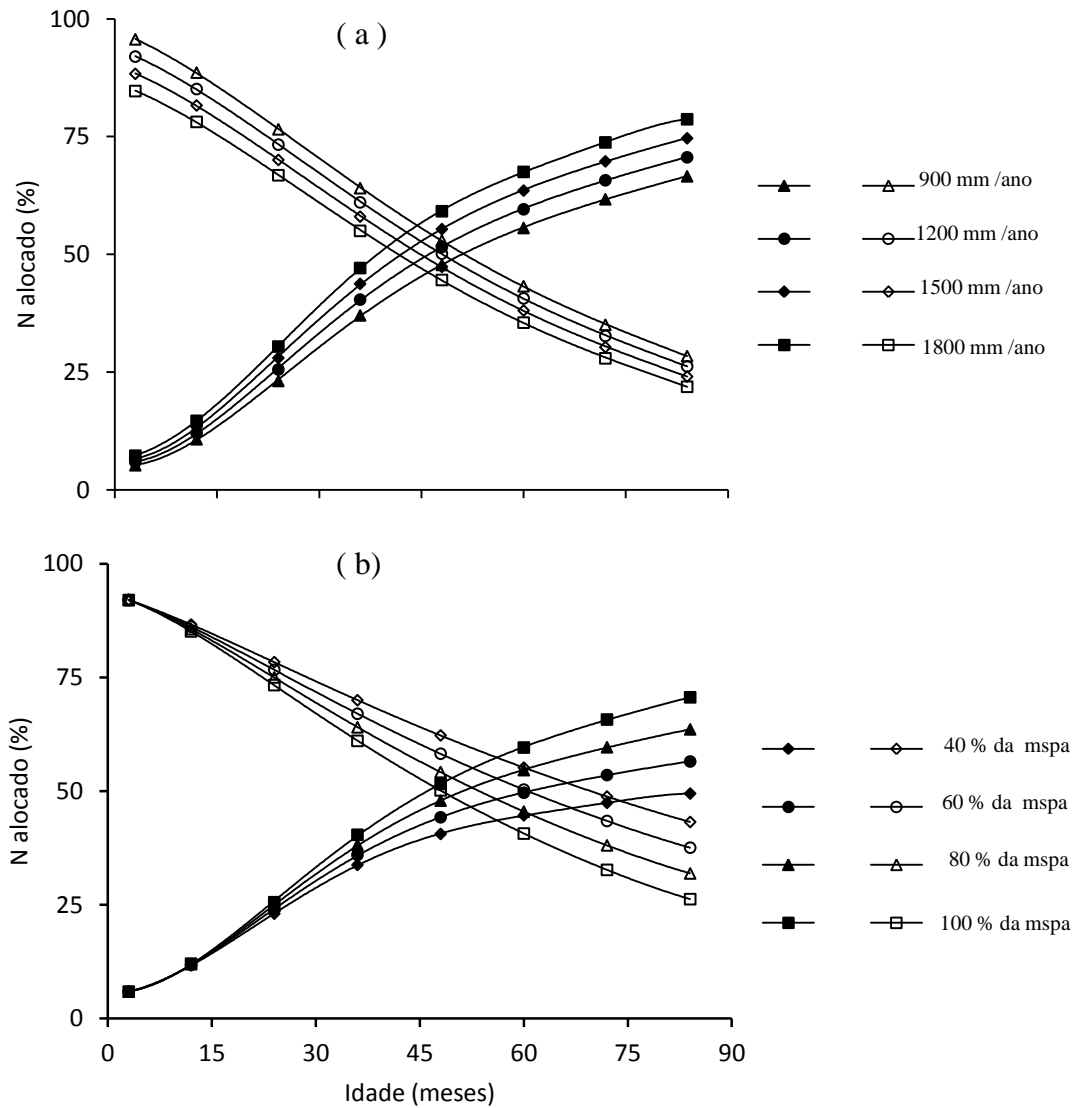 ( a )
100
75
50
25
0
N alocado (%)
900 mm /ano
1200 mm /ano
1500 mm /ano
1800 mm /ano
( b)
100
75
50
25
0
N alocado (%)
40 % da mspa
60 % da mspa
80 % da mspa
100 % da mspa
0 15 30 45 60 75 90
Idade (meses)